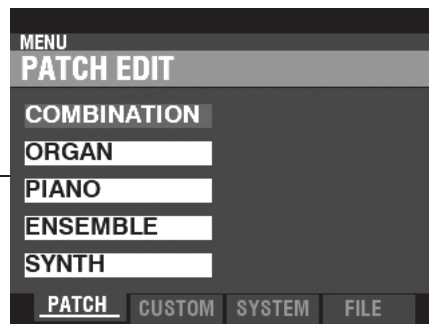 MENU
PATCH EDIT
COMBINATION
ORGAN
PIANO
ENSEMBLE
SYNTH
PATCH CUSTOM SYSTEM FILE